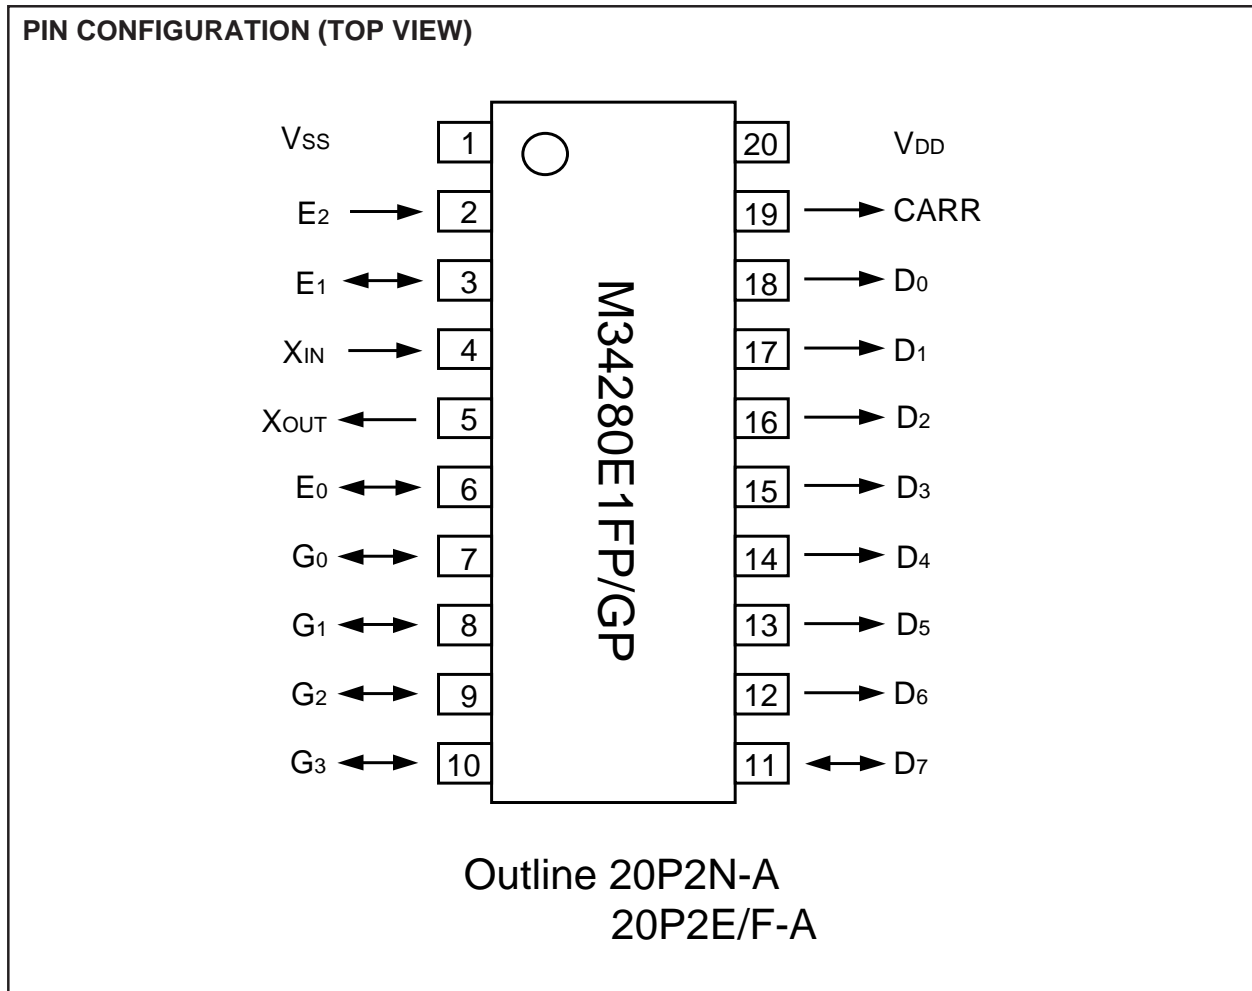 PIN CONFIGURATION (TOP VIEW)
VSS 1 20 VDD
E2 2 19 CARR
E1 3 18 D0
XIN 4 17 D1
XOUT 5 16 D2
E0 6 15 D3
G0 7 14 D4
G1 8 13 D5
G2 9 12 D6
G3 10 11 D7
M34280E1FP/GP
Outline 20P2N-A
20P2E/F-A